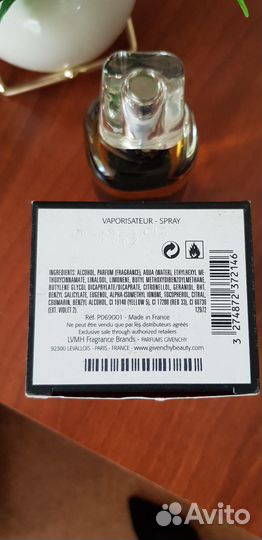 VAPORISATEUR - SPRAY
INGREDIENTS: ALCOHOL, PARFUM (FRAGRANCE), AQUA (WATER), ETHYLHEXYL ME-
THOXYCINNAMATE, LINALOOL, LIMONENE, BUTYL METHOXYDIBENZOYLMETHANE,
BUTYLENE GLYCOL DICAPRYLATE/DICAPRATE, CITRONELLOL, GERANIOL, BHT,
BENZYL SALICYLATE, EUGENOL, ALPHA-ISOMETHYL IONONE, TOCOPHEROL, CITRAL,
COUMARIN, BENZYL ALCOHOL, CI 19140 (YELLOW 5), CI 17200 (RED 33), CI 60730
(EXT. VIOLET 2).
12972
Réf. P069001 - Made in France
Ne peut être vendu que par les distributeurs agréés
Exclusive sale through authorized retailers
LVMH Fragrance Brands - PARFUMS GIVENCHY
92300 LEVALLOIS - PARIS - FRANCE - www.givenchybeauty.com
3 274872 372146
Avito